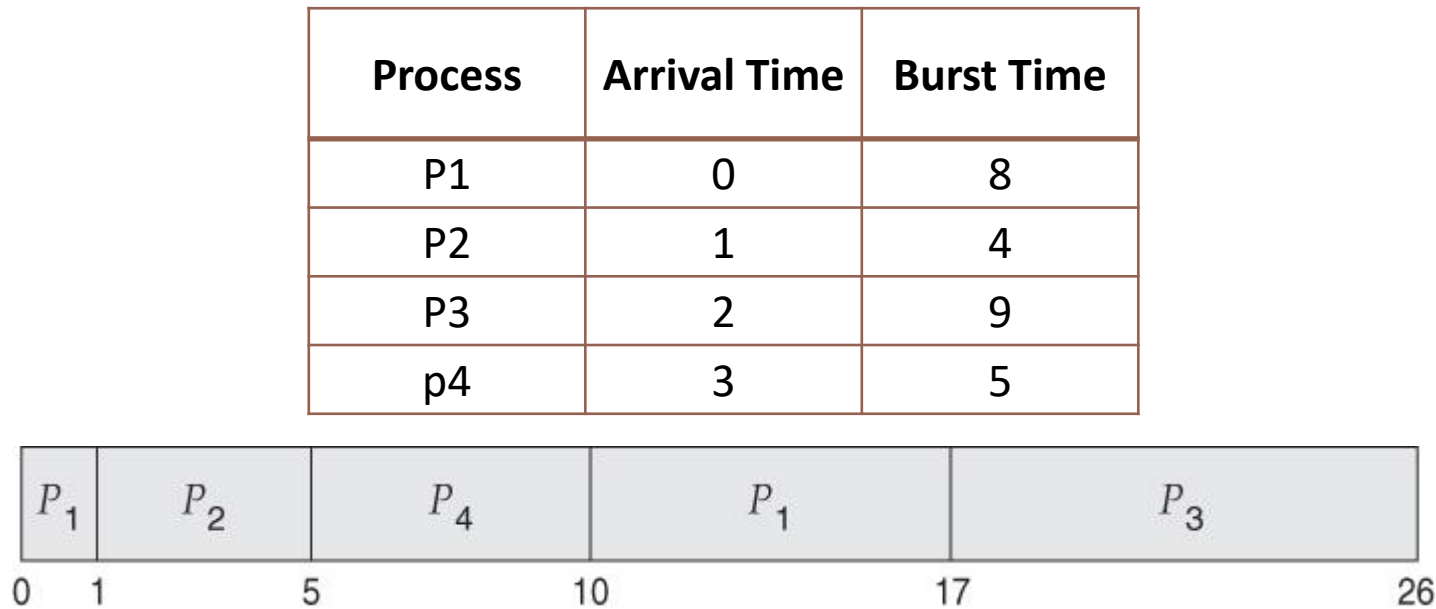 Process Arrival Time Burst Time
P1 0 8
P2 1 4
P3 2 9
p4 3 5
P1 P2 P4 P1 P3
0 1 5 10 17 26